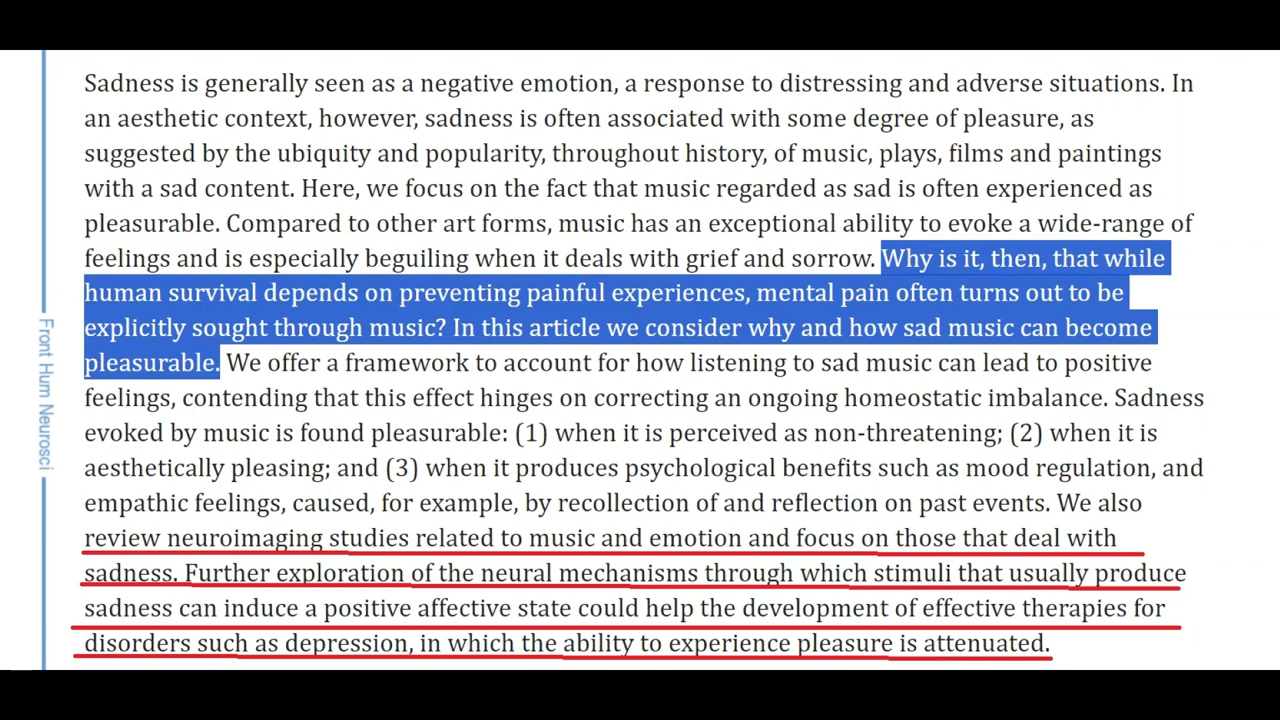 Sadness is generally seen as a negative emotion, a response to distressing and adverse situations. In
an aesthetic context, however, sadness is often associated with some degree of pleasure, as
suggested by the ubiquity and popularity, throughout history, of music, plays, films and paintings
with a sad content. Here, we focus on the fact that music regarded as sad is often experienced as
pleasurable. Compared to other art forms, music has an exceptional ability to evoke a wide-range of
feelings and is especially beguiling when it deals with grief and sorrow. Why is it, then, that while
human survival depends on preventing painful experiences, mental pain often turns out to be
explicitly sought through music? In this article we consider why and how sad music can become
pleasurable. We offer a framework to account for how listening to sad music can lead to positive
feelings, contending that this effect hinges on correcting an ongoing homeostatic imbalance. Sadness
evoked by music is found pleasurable: (1) when it is perceived as non-threatening; (2) when it is
aesthetically pleasing; and (3) when it produces psychological benefits such as mood regulation, and
empathic feelings, caused, for example, by recollection of and reflection on past events. We also
review neuroimaging studies related to music and emotion and focus on those that deal with
sadness. Further exploration of the neural mechanisms through which stimuli that usually produce
sadness can induce a positive affective state could help the development of effective therapies for
disorders such as depression, in which the ability to experience pleasure is attenuated.
Front Hum Neurosci